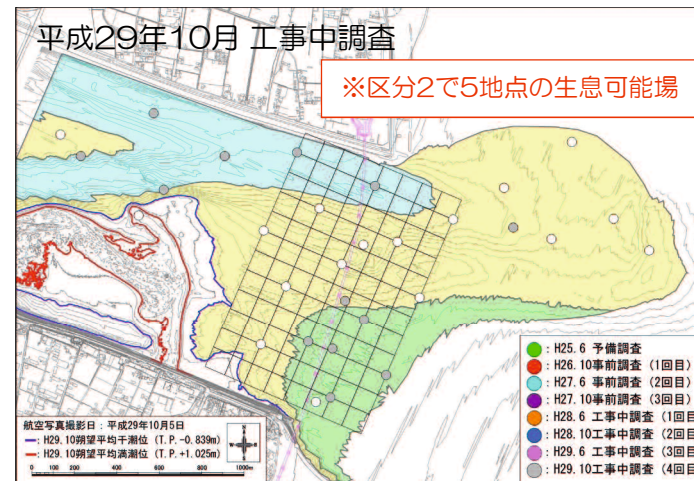 平成29年10月 工事中調査
※区分2で5地点の生息可能場
: H25.6 予備調査
: H26.10事前調査 (1回目)
: H27.6 事前調査 (2回目)
: H27.10事前調査 (3回目)
: H28.6 工事中調査 (1回目
: H28.10工事中調査 (2回目
: H29.6 工事中調査 (3回目
: H29.10工事中調査 (4回目
航空写真撮影日: 平成29年10月5日
: H29.10朔望平均干潮位 (T.P.-0.839m)
: H29.10朔望平均満潮位 (T.P.+1.025m)
N
W
S
0 100 200 400 600 800 1000m